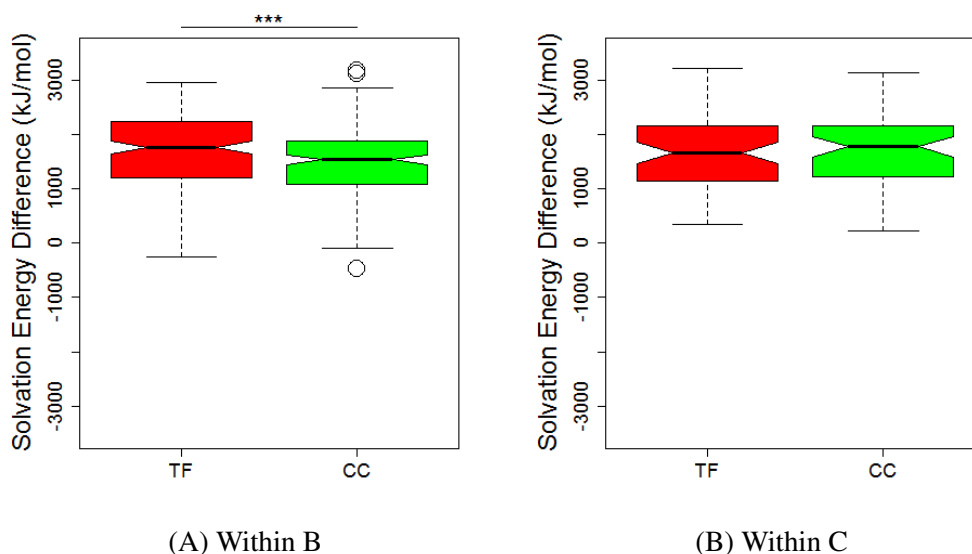 ***
Solvation Energy Difference (kJ/mol)
3000
1000
0
-1000
-3000
TF CC
(A) Within B
Solvation Energy Difference (kJ/mol)
3000
1000
0
-1000
-3000
TF CC
(B) Within C